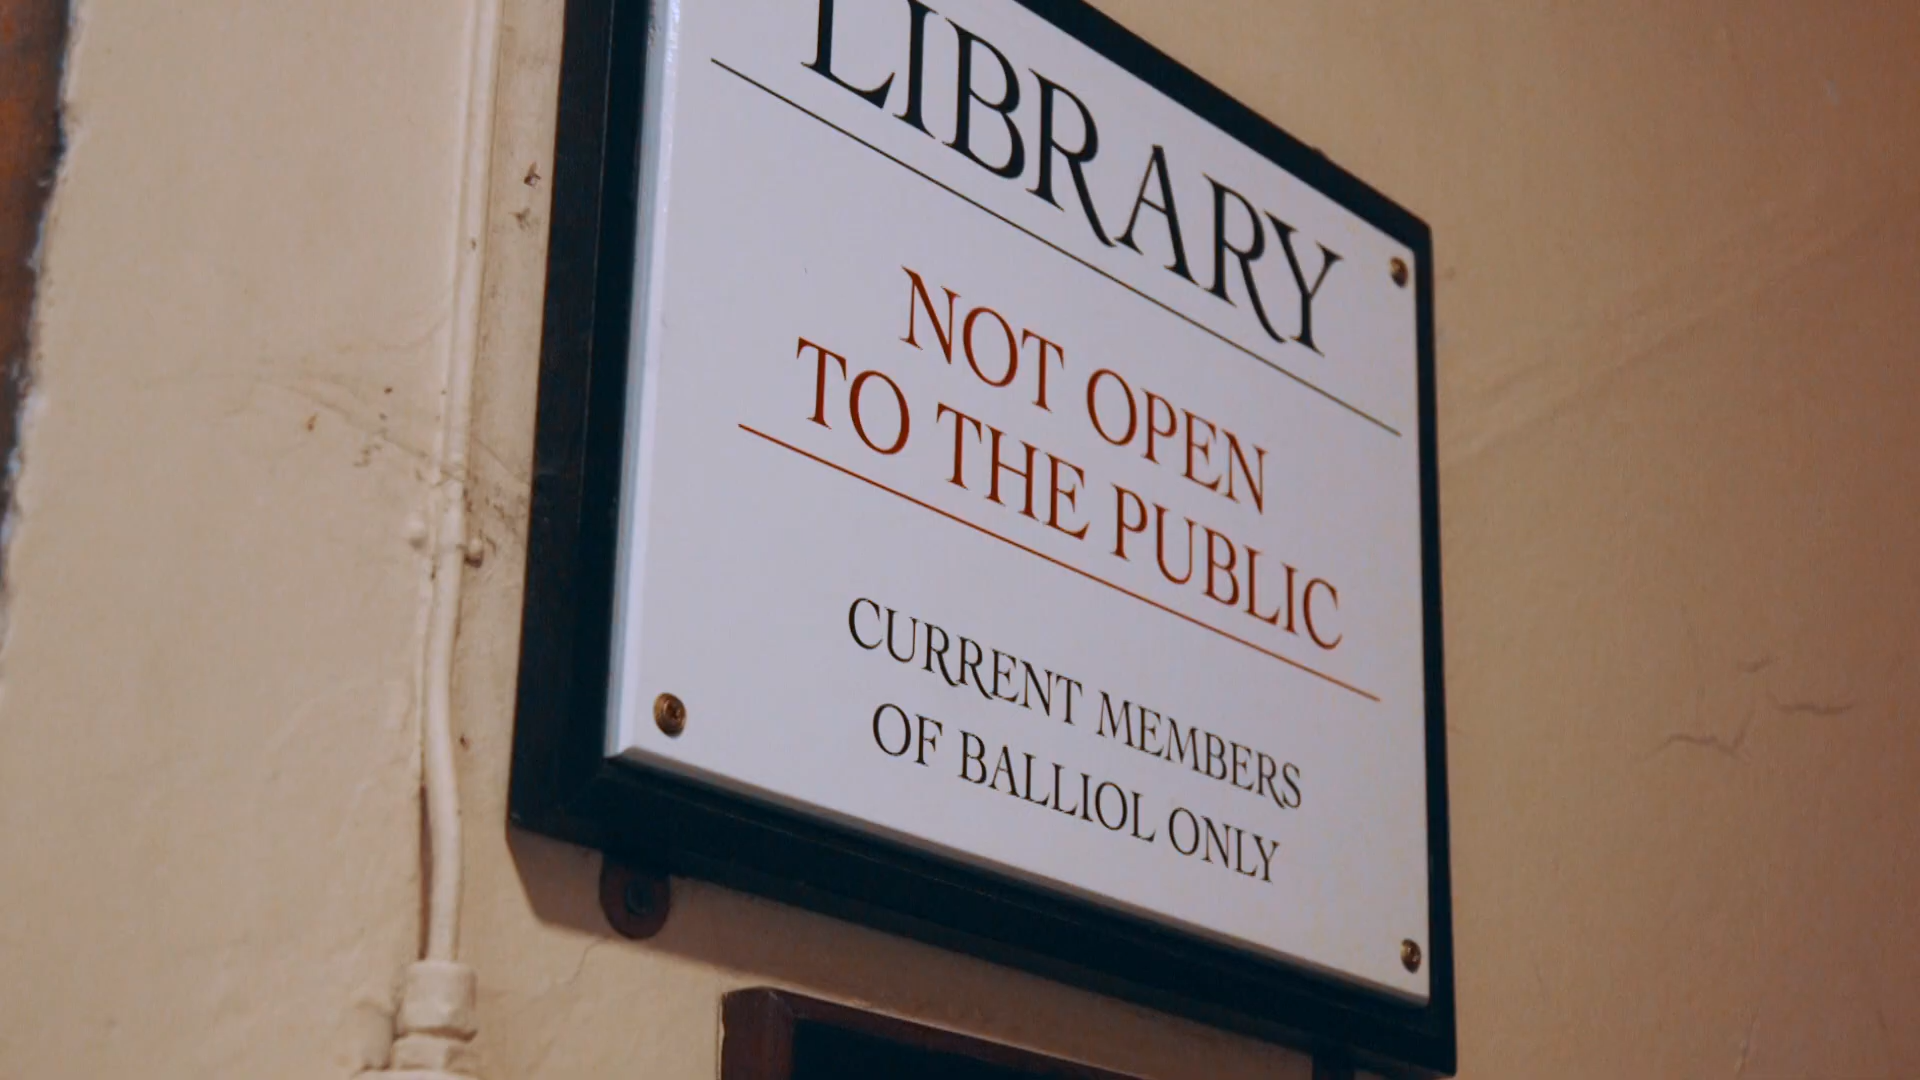 LIBRARY
NOT OPEN
TO THE PUBLIC
CURRENT MEMBERS
OF BALLIOL ONLY